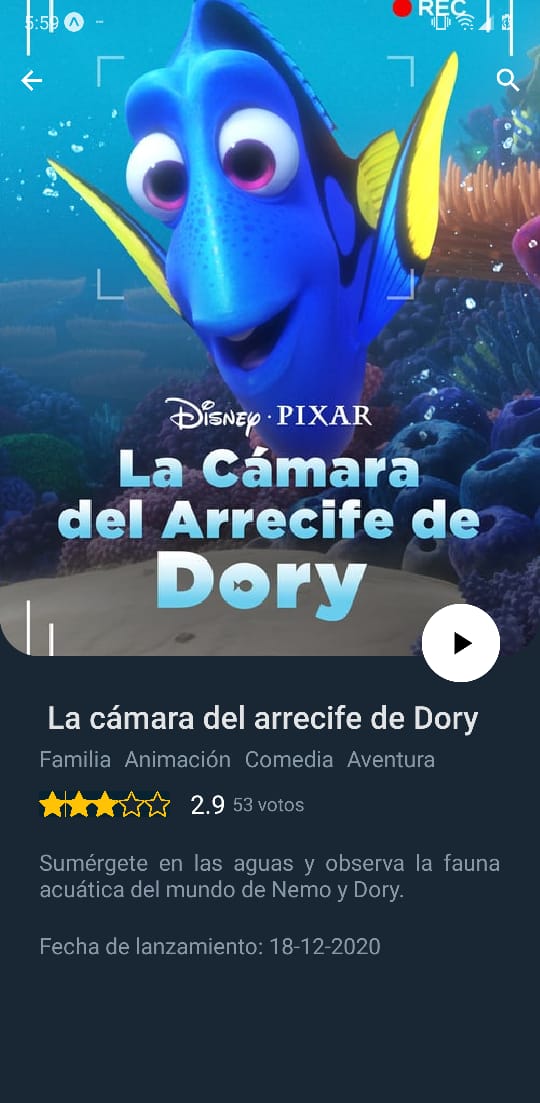 REC
5:59
DISNEY · PIXAR
La Cámara
del Arrecife de
Dory
La cámara del arrecife de Dory
Familia Animación Comedia Aventura
2.9 53 votos
Sumérgete en las aguas y observa la fauna
acuática del mundo de Nemo y Dory.
Fecha de lanzamiento: 18-12-2020